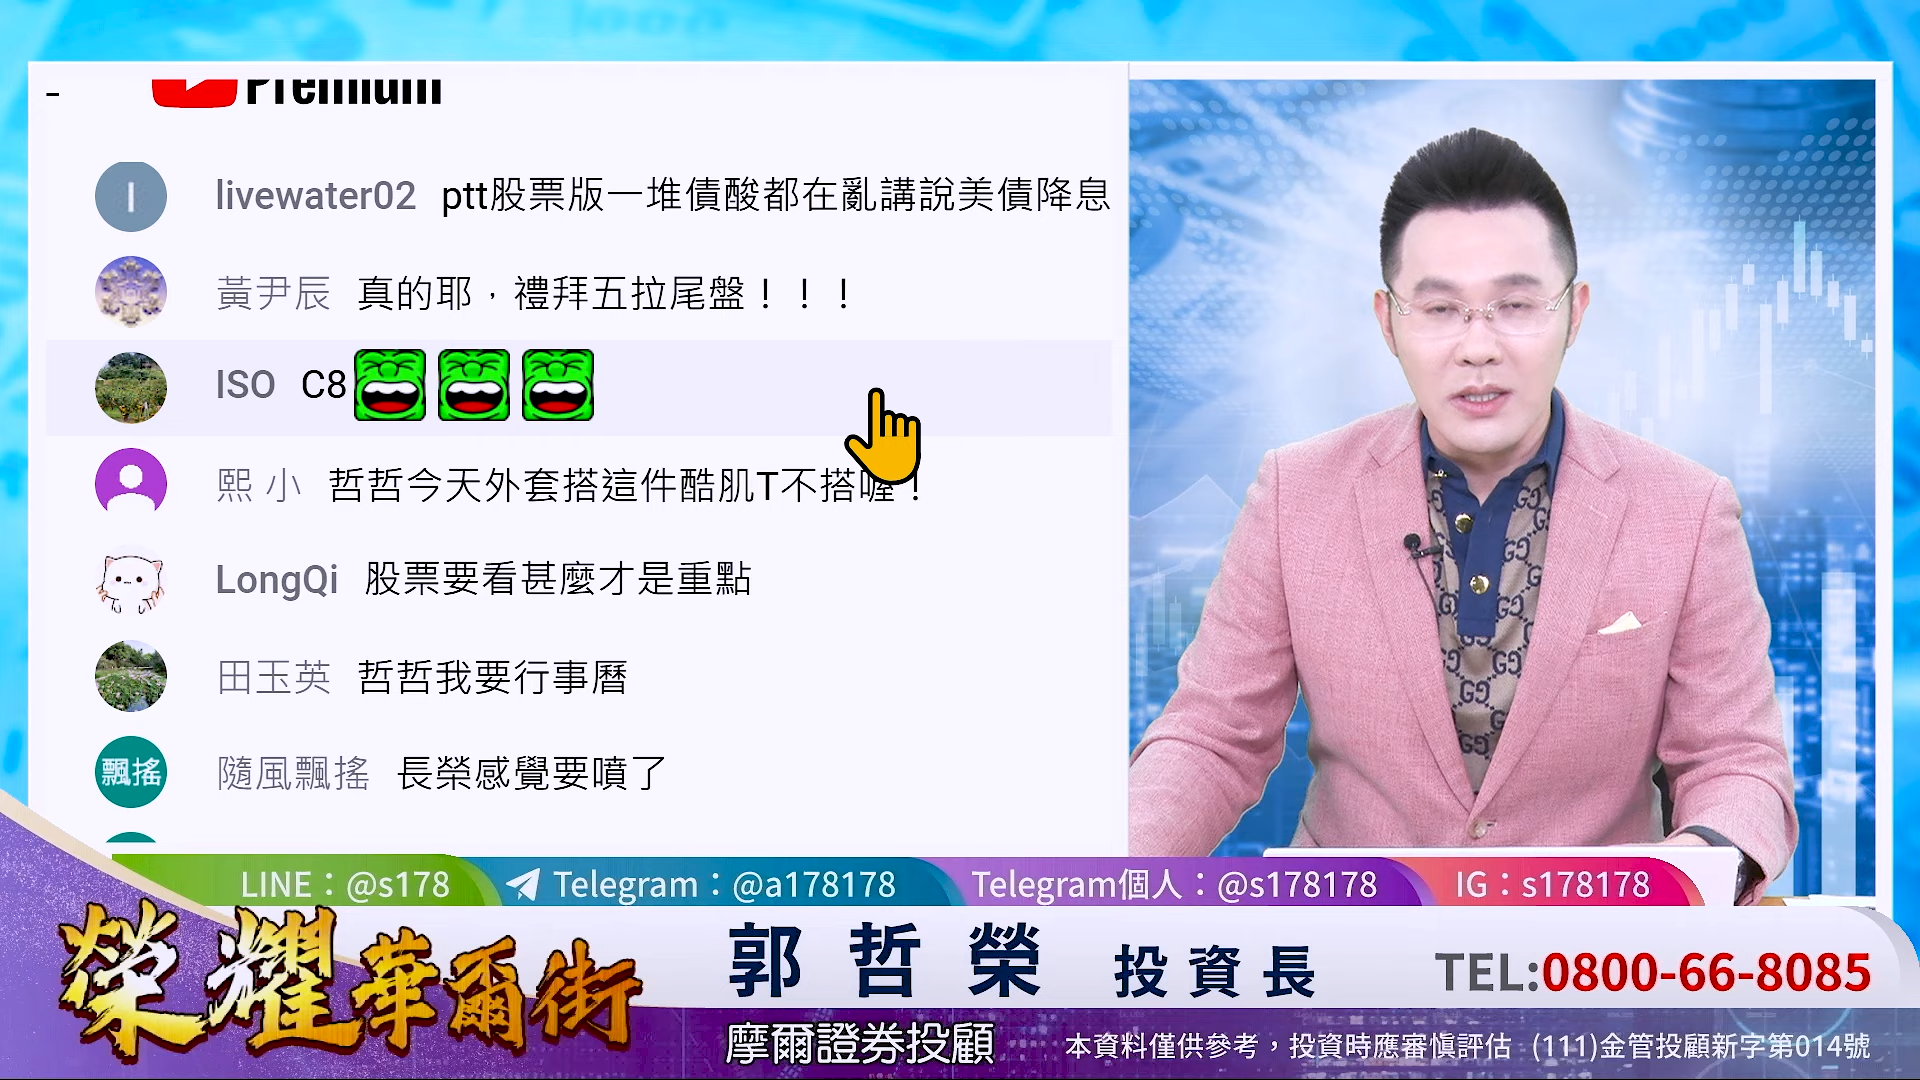 Premium
livewater02 ptt股票版一堆債酸都在亂講說美債降息
黃尹辰 真的耶，禮拜五拉尾盤！！！
ISO C8
熙 小 哲哲今天外套搭這件酷肌T不搭喔！
LongQi 股票要看甚麼才是重點
田玉英 哲哲我要行事曆
飄搖
隨風飄搖 長榮感覺要噴了
LINE：@s178 Telegram：@a178178 Telegram個人：@s178178 IG：s178178
榮耀華爾街
郭哲榮 投資長 TEL:0800-66-8085
摩爾證券投顧 本資料僅供參考，投資時應審慎評估 (111)金管投顧新字第014號